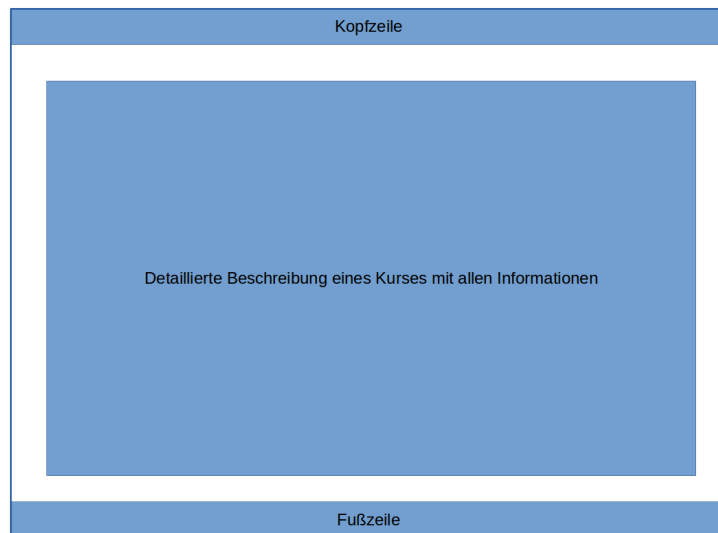 Kopfzeile
Detaillierte Beschreibung eines Kurses mit allen Informationen
Fußzeile